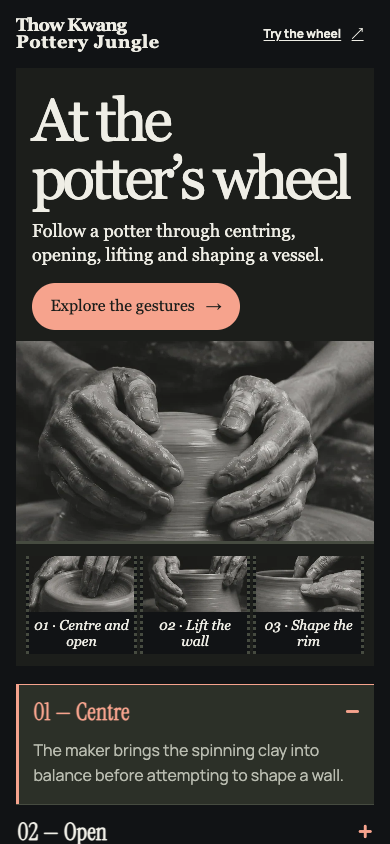 Thow Kwang
Pottery Jungle
Try the wheel ↗
At the
potter’s wheel
Follow a potter through centring,
opening, lifting and shaping a vessel.
Explore the gestures →
01 · Centre and
open
02 · Lift the
wall
03 · Shape the
rim
01 — Centre
The maker brings the spinning clay into
balance before attempting to shape a wall.
02 — Open